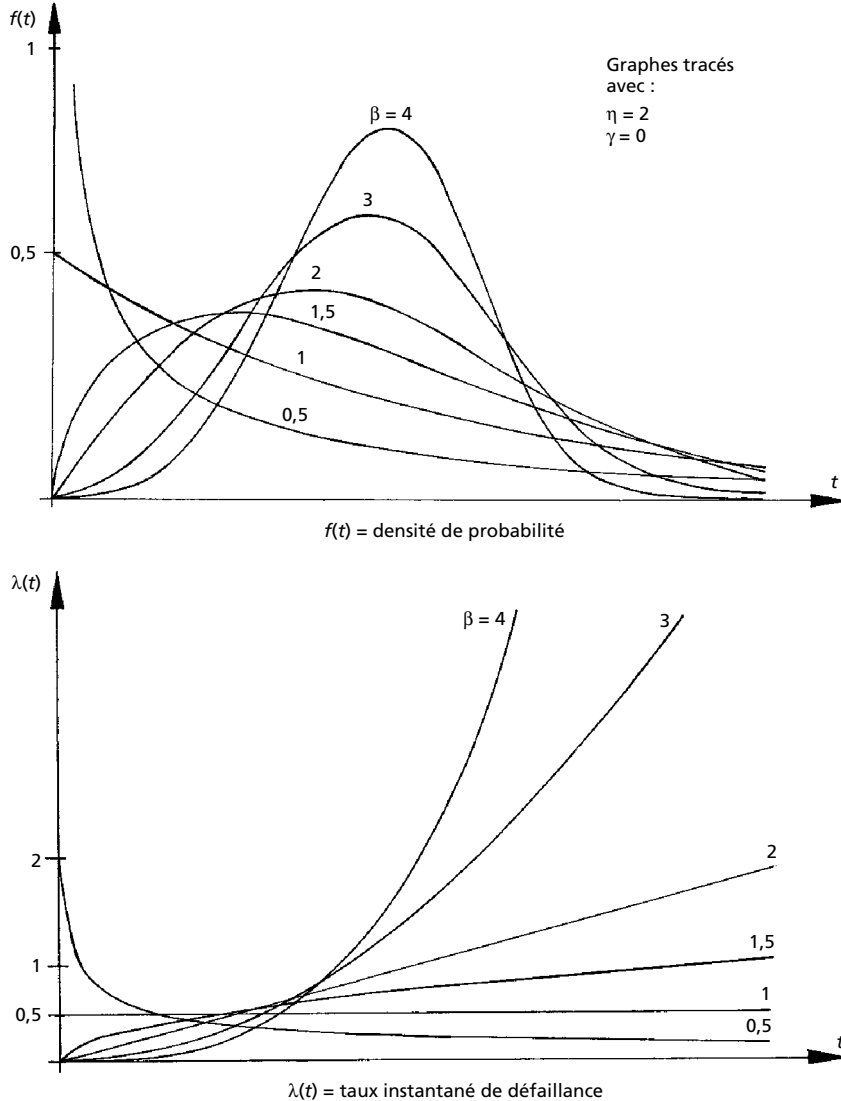 f(t)
1
Graphes tracés
avec :
η = 2
γ = 0
β = 4
3
0,5
2
1,5
1
0,5
t
f(t) = densité de probabilité
λ(t)
β = 4
3
2
2
1,5
1
1
0,5
0,5
t
λ(t) = taux instantané de défaillance